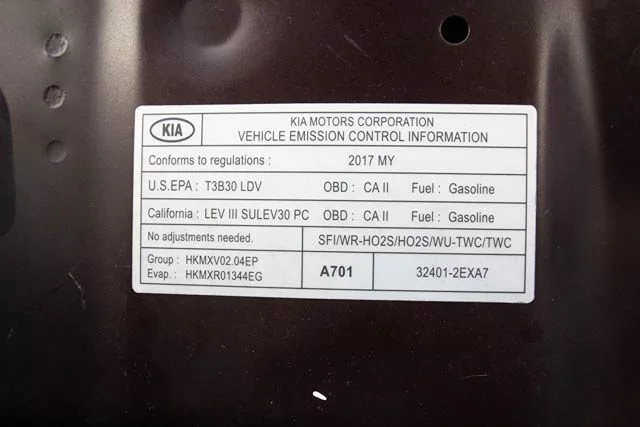 KIA
KIA MOTORS CORPORATION
VEHICLE EMISSION CONTROL INFORMATION
Conforms to regulations : 2017 MY
U.S.EPA : T3B30 LDV OBD : CA II Fuel : Gasoline
California : LEV III SULEV30 PC OBD : CA II Fuel : Gasoline
No adjustments needed. SFI/WR-HO2S/HO2S/WU-TWC/TWC
Group : HKMXV02.04EP
Evap. : HKMXR01344EG
A701 32401-2EXA7